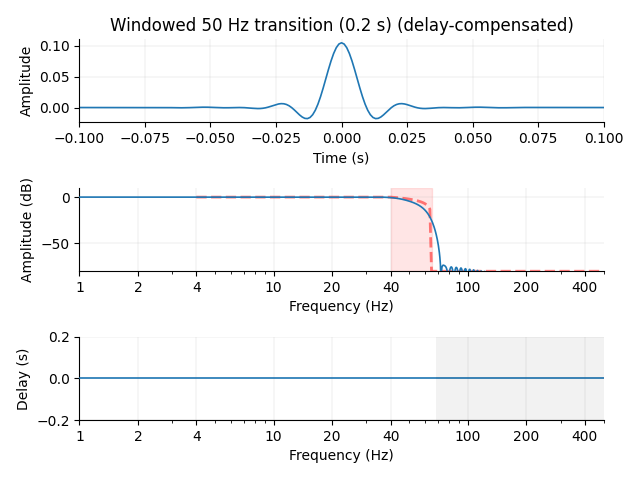 Windowed 50 Hz transition (0.2 s) (delay-compensated)
Amplitude
0.10
0.05
0.00
−0.100 −0.075 −0.050 −0.025 0.000 0.025 0.050 0.075 0.100
Time (s)
Amplitude (dB)
0
−50
1 2 4 10 20 40 100 200 400
Frequency (Hz)
Delay (s)
0.2
0.0
−0.2
1 2 4 10 20 40 100 200 400
Frequency (Hz)